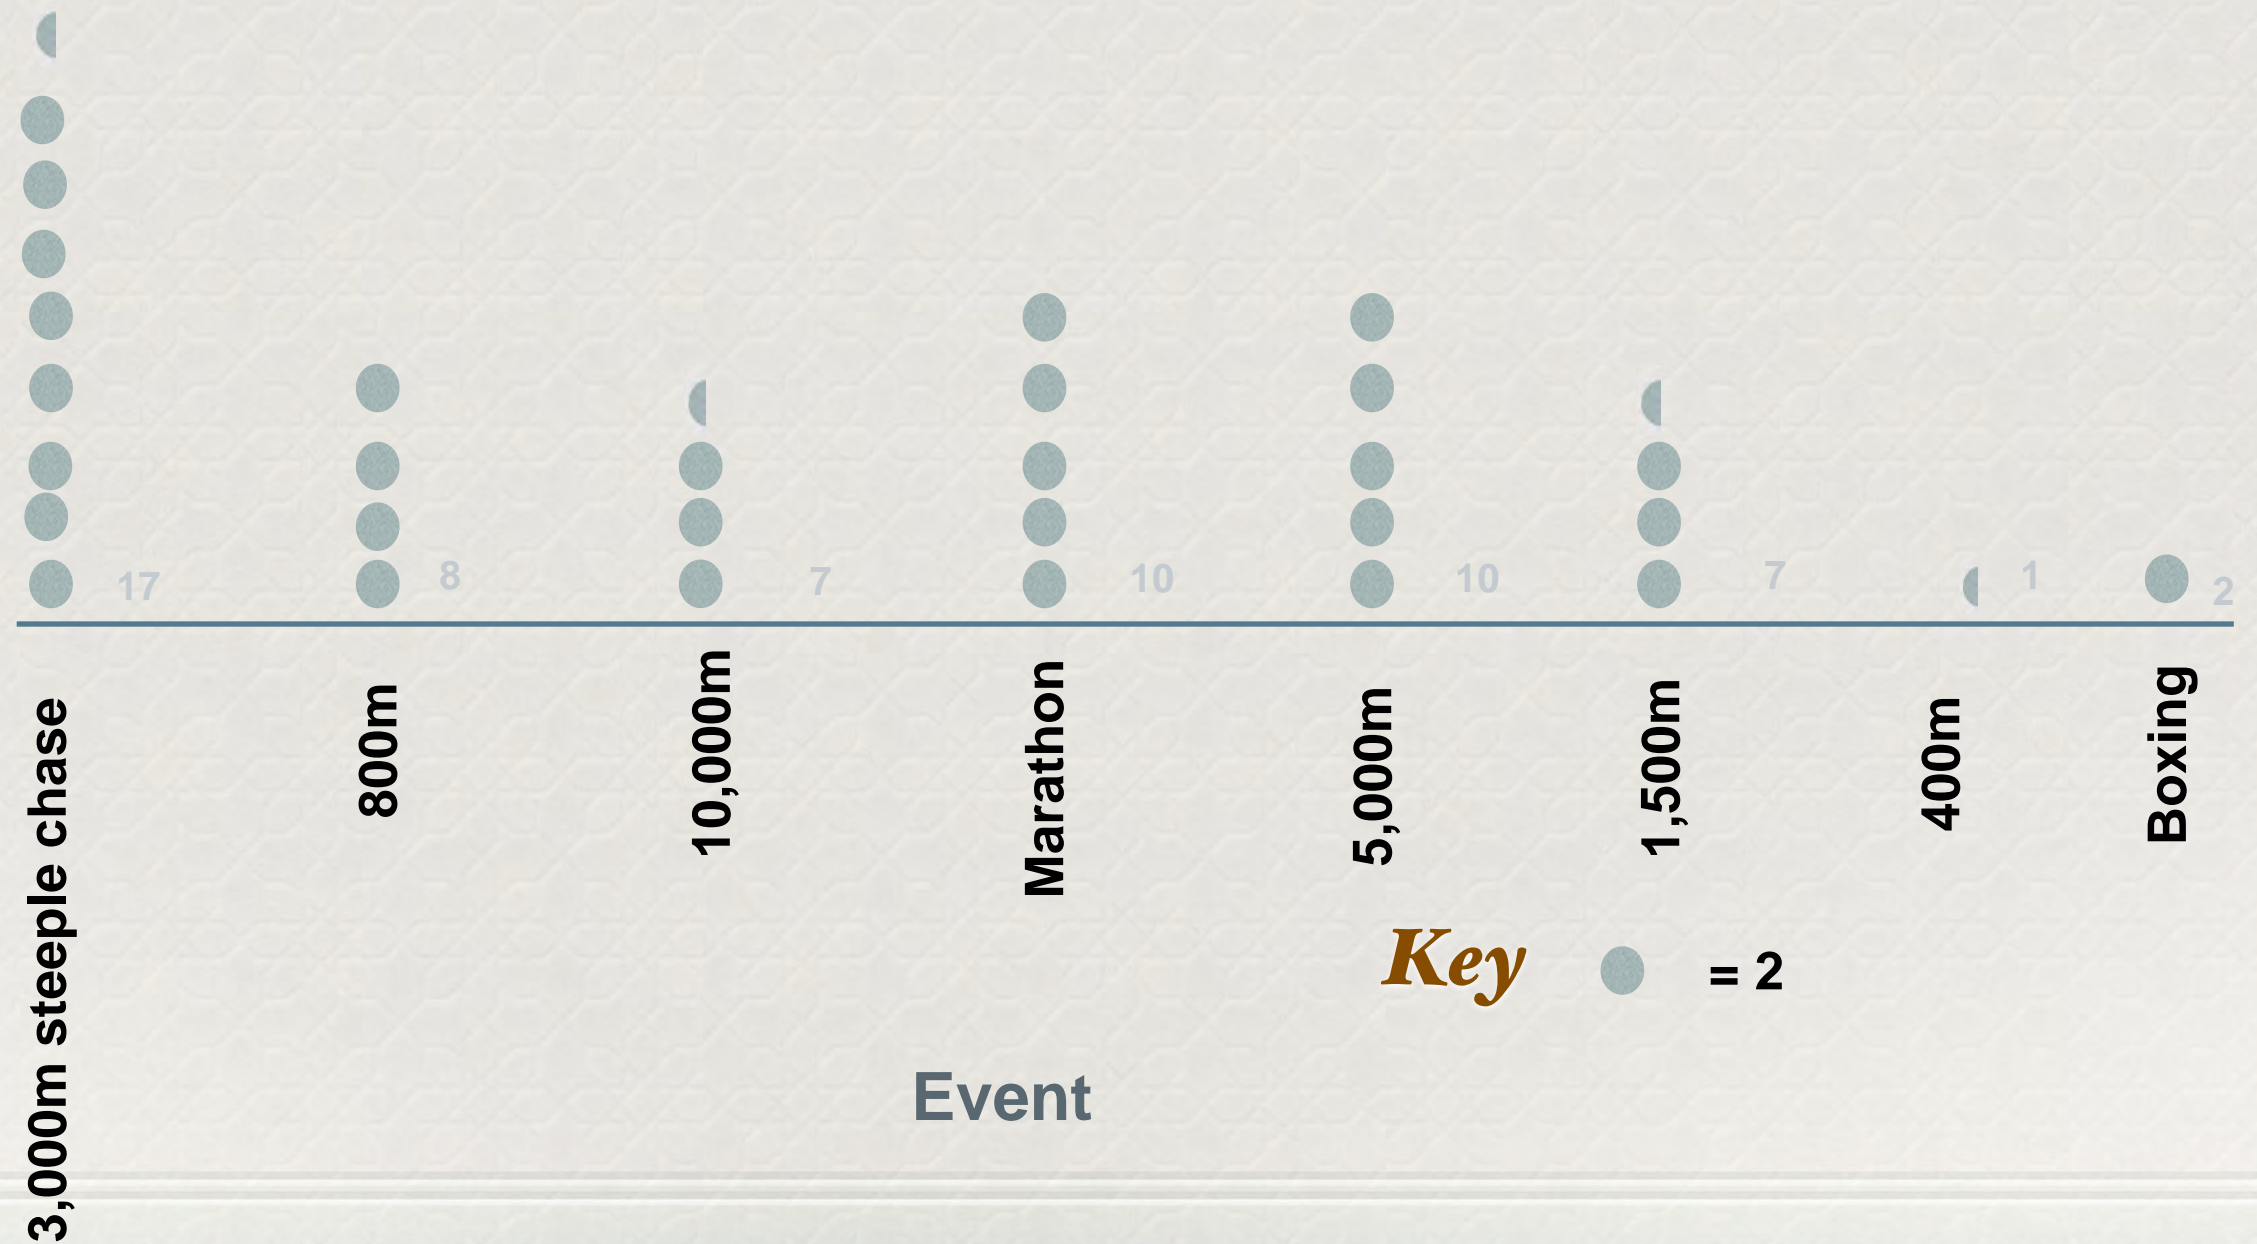 17
8
7
10
10
7
1
2
3,000m steeple chase
800m
10,000m
Marathon
5,000m
1,500m
400m
Boxing
Key
= 2
Event